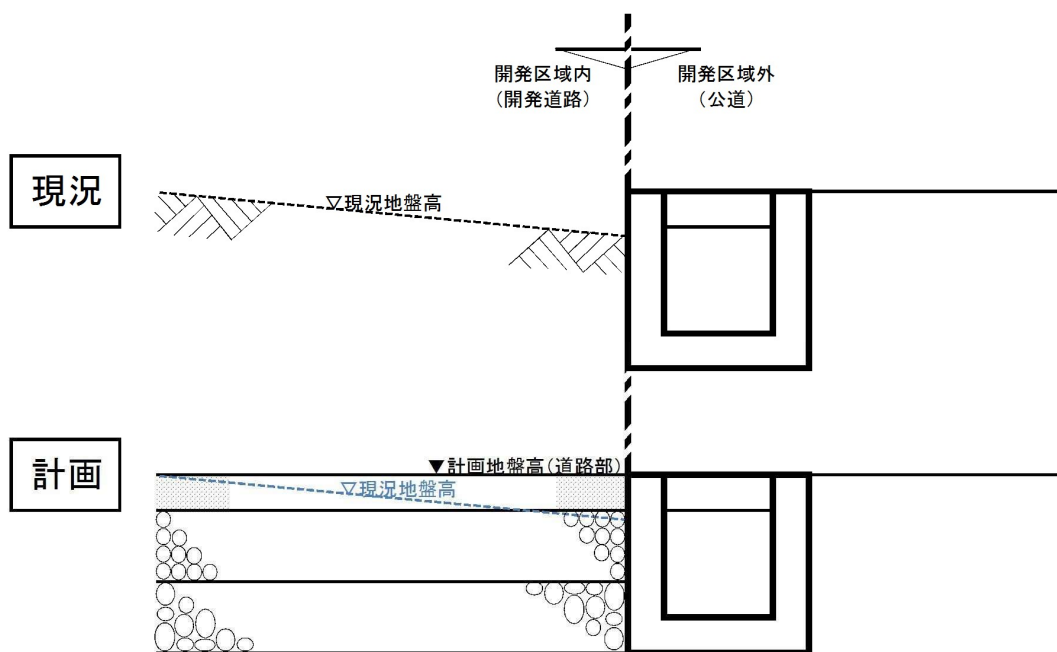 開発区域内
(開発道路)
開発区域外
(公道)
現況
▽現況地盤高
計画
▼計画地盤高(道路部)
▽現況地盤高